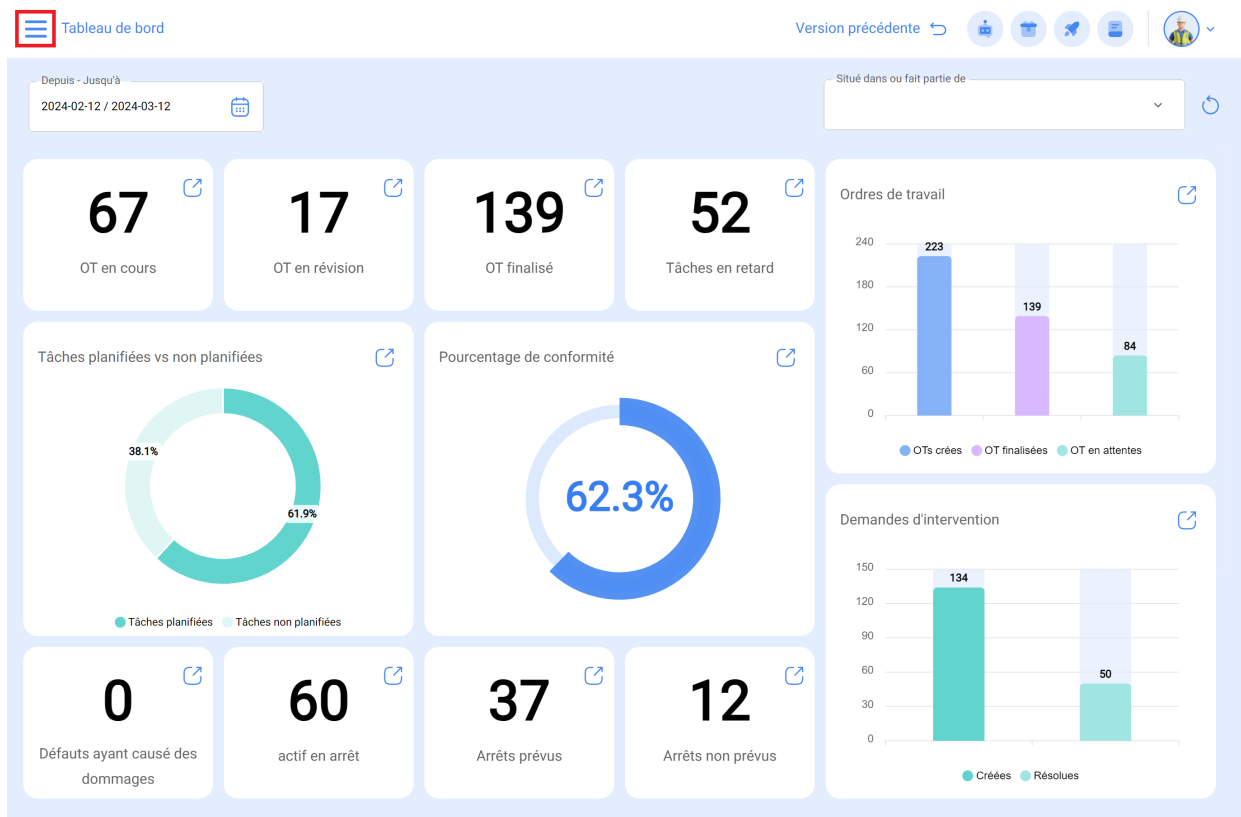 Tableau de bord
Version précédente
Depuis - Jusqu'à
2024-02-12 / 2024-03-12
Situé dans ou fait partie de
67
OT en cours
17
OT en révision
139
OT finalisé
52
Tâches en retard
Ordres de travail
240
180
120
60
0
223
139
84
OTs crées
OT finalisées
OT en attentes
Tâches planifiées vs non planifiées
38.1%
61.9%
Tâches planifiées
Tâches non planifiées
Pourcentage de conformité
62.3%
Demandes d'intervention
150
120
90
60
30
0
134
50
Créées
Résolues
0
Défauts ayant causé des
dommages
60
actif en arrêt
37
Arrêts prévus
12
Arrêts non prévus